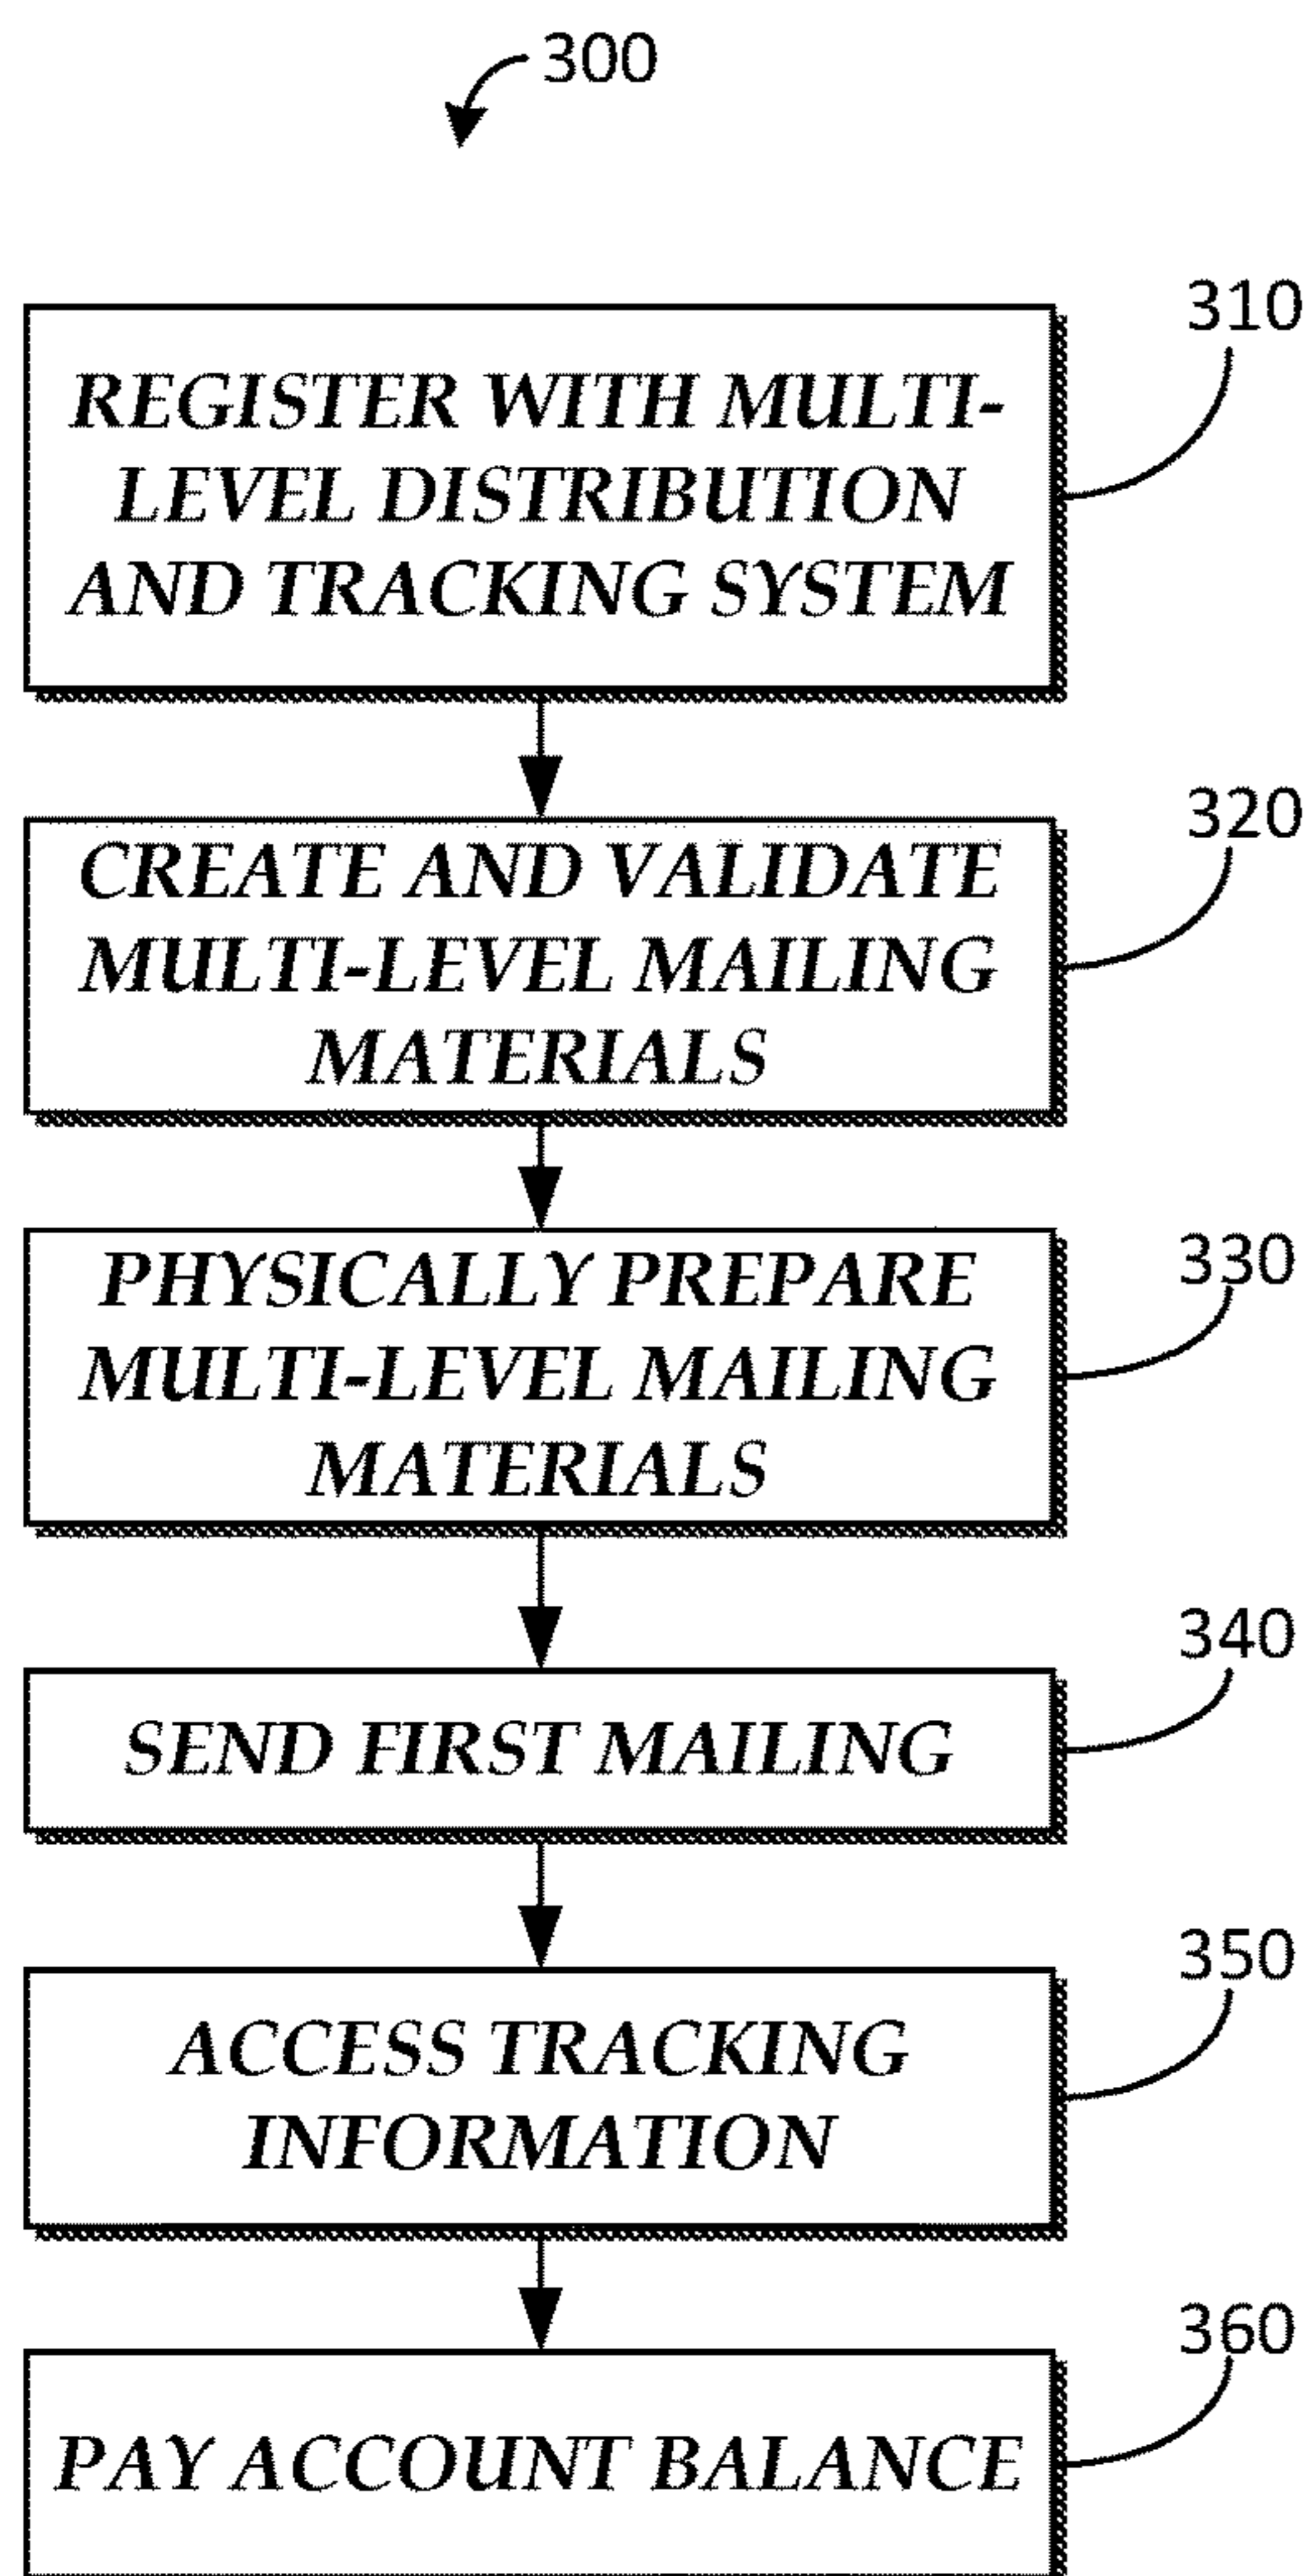 300
310
REGISTER WITH MULTI-
LEVEL DISTRIBUTION
AND TRACKING SYSTEM
320
CREATE AND VALIDATE
MULTI-LEVEL MAILING
MATERIALS
330
PHYSICALLY PREPARE
MULTI-LEVEL MAILING
MATERIALS
340
SEND FIRST MAILING
350
ACCESS TRACKING
INFORMATION
360
PAY ACCOUNT BALANCE